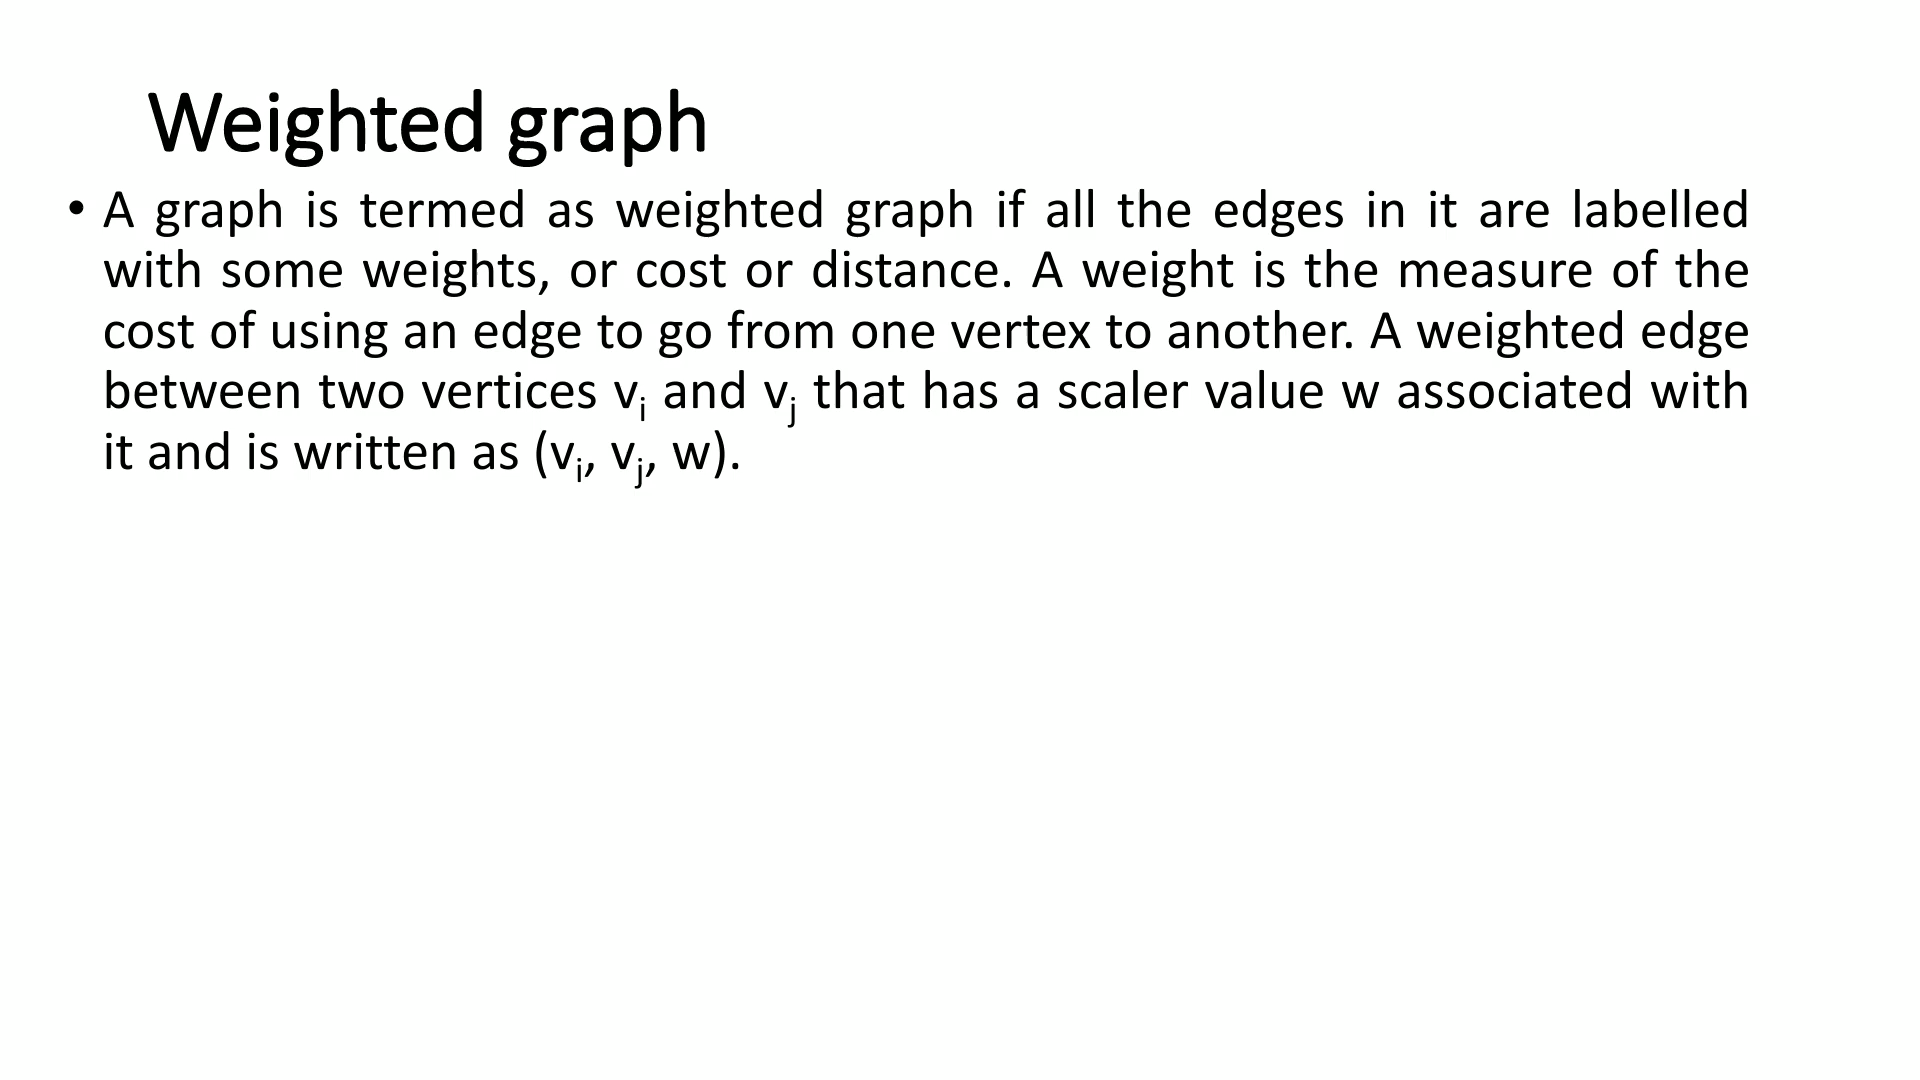 Weighted graph
• A graph is termed as weighted graph if all the edges in it are labelled
with some weights, or cost or distance. A weight is the measure of the
cost of using an edge to go from one vertex to another. A weighted edge
between two vertices vᵢ and vⱼ that has a scaler value w associated with
it and is written as (vᵢ, vⱼ, w).